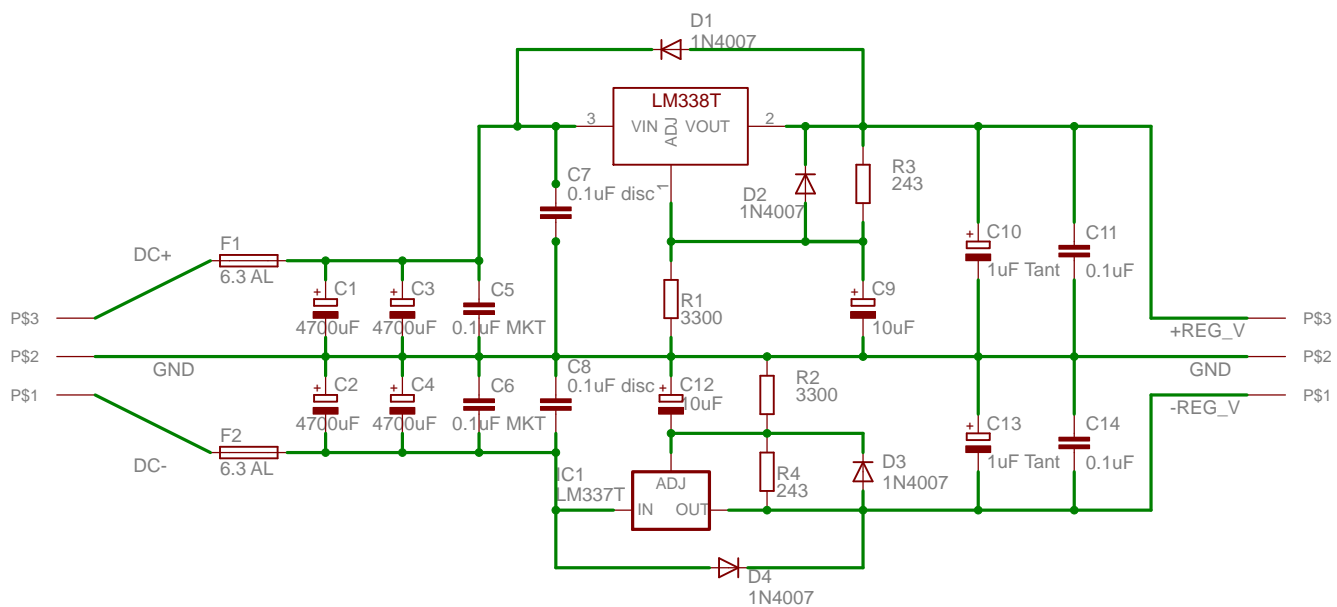 D1
1N4007
LM338T
3
VIN
ADJ
VOUT
2
1
C7
0.1uF disc
D2
1N4007
R3
243
DC+
F1
6.3 AL
C1
4700uF
C3
4700uF
C5
0.1uF MKT
R1
3300
C9
10uF
C10
1uF Tant
C11
0.1uF
P$3
P$2
P$1
GND
+REG_V
GND
-REG_V
P$3
P$2
P$1
C2
4700uF
C4
4700uF
C6
0.1uF MKT
C8
0.1uF disc
C12
10uF
R2
3300
C13
1uF Tant
C14
0.1uF
F2
6.3 AL
DC-
IC1
LM337T
ADJ
IN
OUT
R4
243
D3
1N4007
D4
1N4007